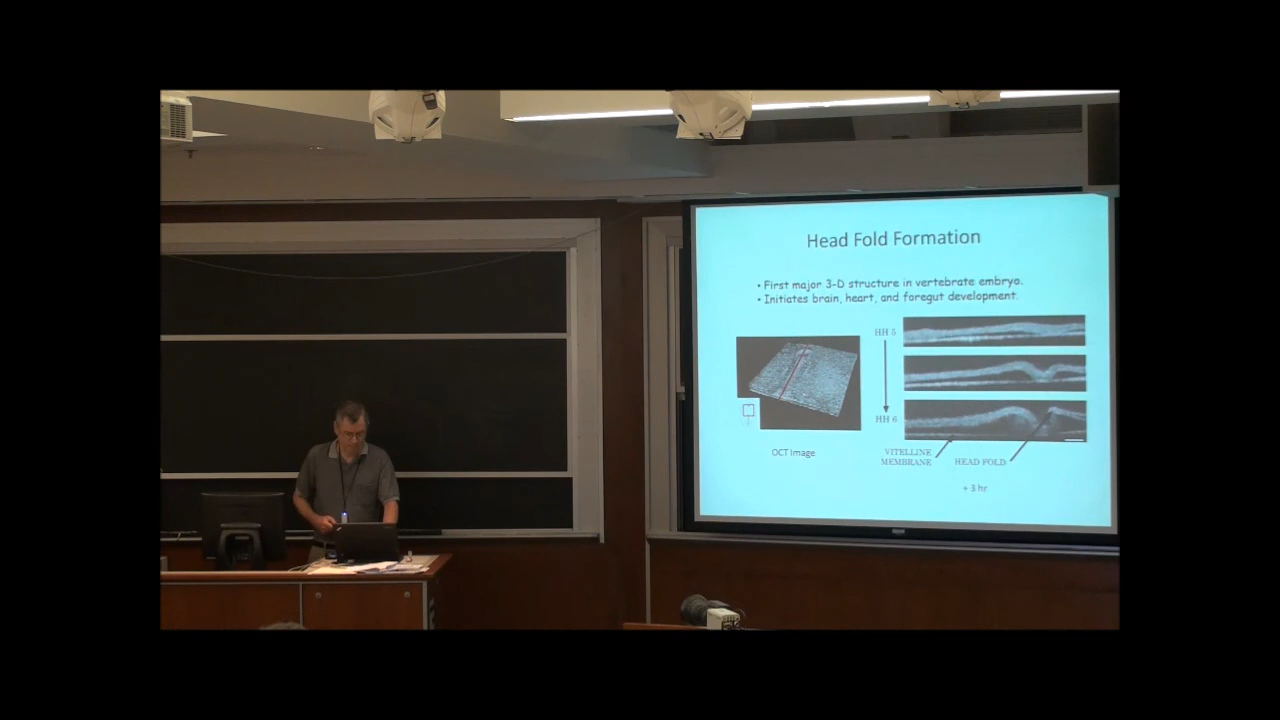 Head Fold Formation
• First major 3-D structure in vertebrate embryo.
• Initiates brain, heart, and foregut development.
HH 5
HH 6
OCT Image
VITELLINE
MEMBRANE
HEAD FOLD
+ 3 hr